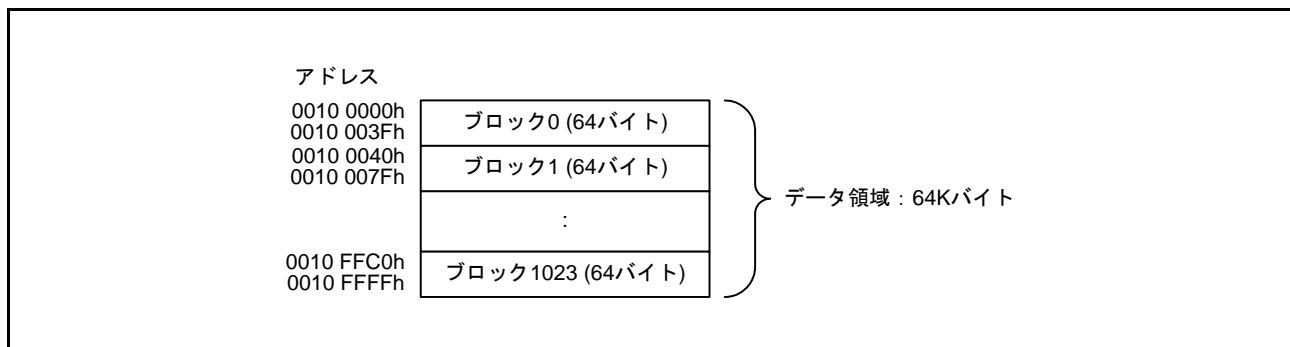 アドレス
0010 0000h
0010 003Fh
ブロック0 (64バイト)
0010 0040h
0010 007Fh
ブロック1 (64バイト)
:
データ領域：64Kバイト
0010 FFC0h
0010 FFFFh
ブロック1023 (64バイト)